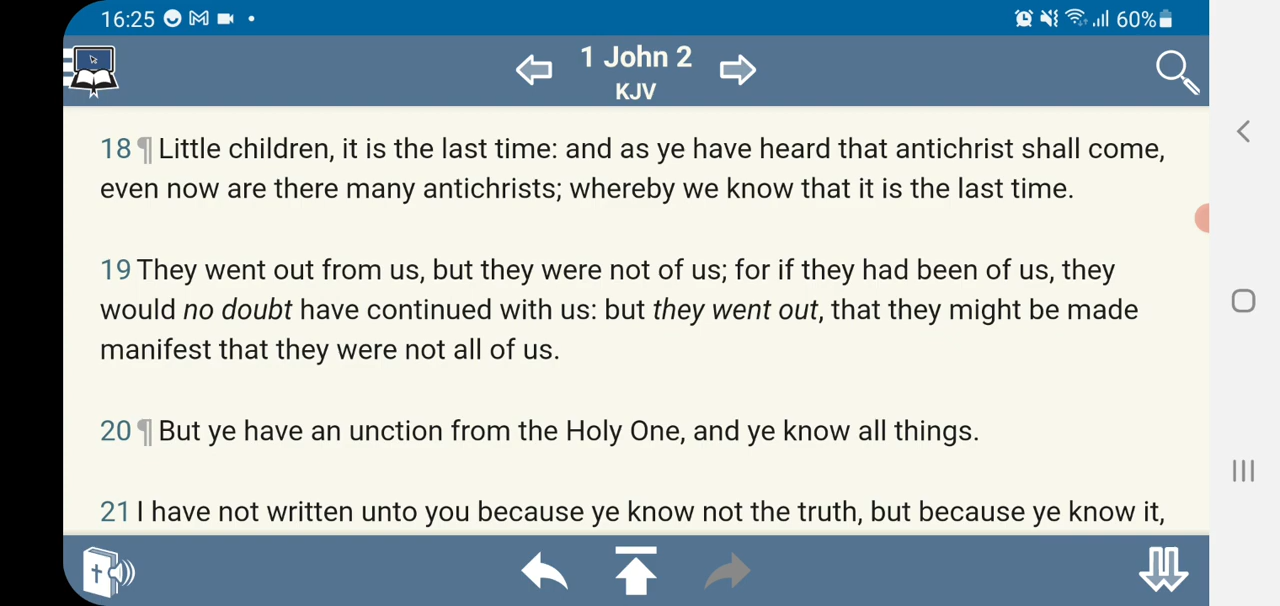 16:25 60%
1 John 2
KJV
18 ¶ Little children, it is the last time: and as ye have heard that antichrist shall come,
even now are there many antichrists; whereby we know that it is the last time.
19 They went out from us, but they were not of us; for if they had been of us, they
would no doubt have continued with us: but they went out, that they might be made
manifest that they were not all of us.
20 ¶ But ye have an unction from the Holy One, and ye know all things.
21 I have not written unto you because ye know not the truth, but because ye know it,